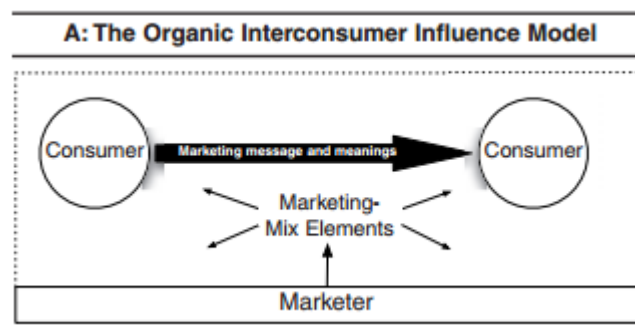 A: The Organic Interconsumer Influence Model
Consumer
Marketing message and meanings
Consumer
Marketing-
Mix Elements
Marketer